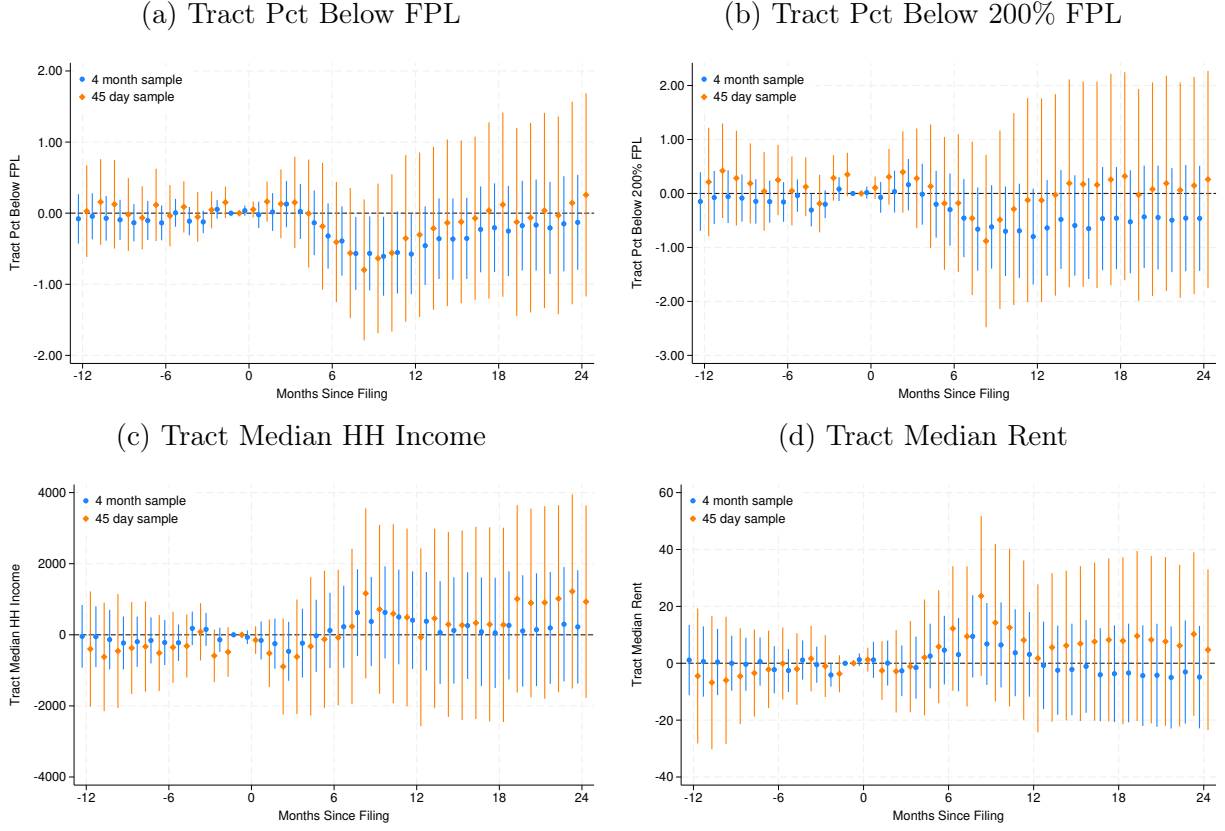 (a) Tract Pct Below FPL
2.00
1.00
0.00
-1.00
-2.00
Tract Pct Below FPL
4 month sample
45 day sample
-12 -6 0 6 12 18 24
Months Since Filing
(b) Tract Pct Below 200% FPL
2.00
1.00
0.00
-1.00
-2.00
-3.00
Tract Pct Below 200% FPL
4 month sample
45 day sample
-12 -6 0 6 12 18 24
Months Since Filing
(c) Tract Median HH Income
4000
2000
0
-2000
-4000
Tract Median HH Income
4 month sample
45 day sample
-12 -6 0 6 12 18 24
Months Since Filing
(d) Tract Median Rent
60
40
20
0
-20
-40
Tract Median Rent
4 month sample
45 day sample
-12 -6 0 6 12 18 24
Months Since Filing